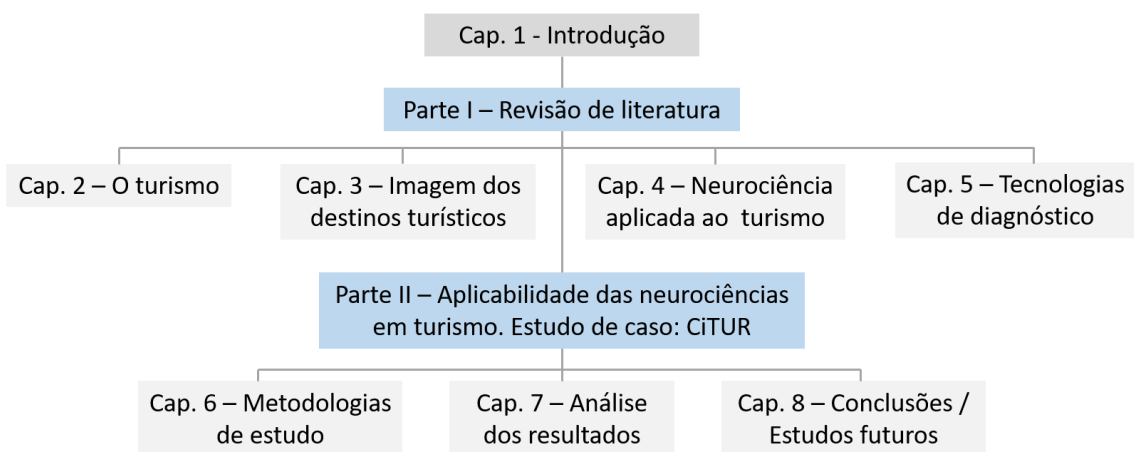 Cap. 1 - Introdução
Parte I – Revisão de literatura
Cap. 2 – O turismo
Cap. 3 – Imagem dos
destinos turísticos
Cap. 4 – Neurociência
aplicada ao  turismo
Cap. 5 – Tecnologias
de diagnóstico
Parte II – Aplicabilidade das neurociências
em turismo. Estudo de caso: CiTUR
Cap. 6 – Metodologias
de estudo
Cap. 7 – Análise
dos resultados
Cap. 8 – Conclusões /
Estudos futuros